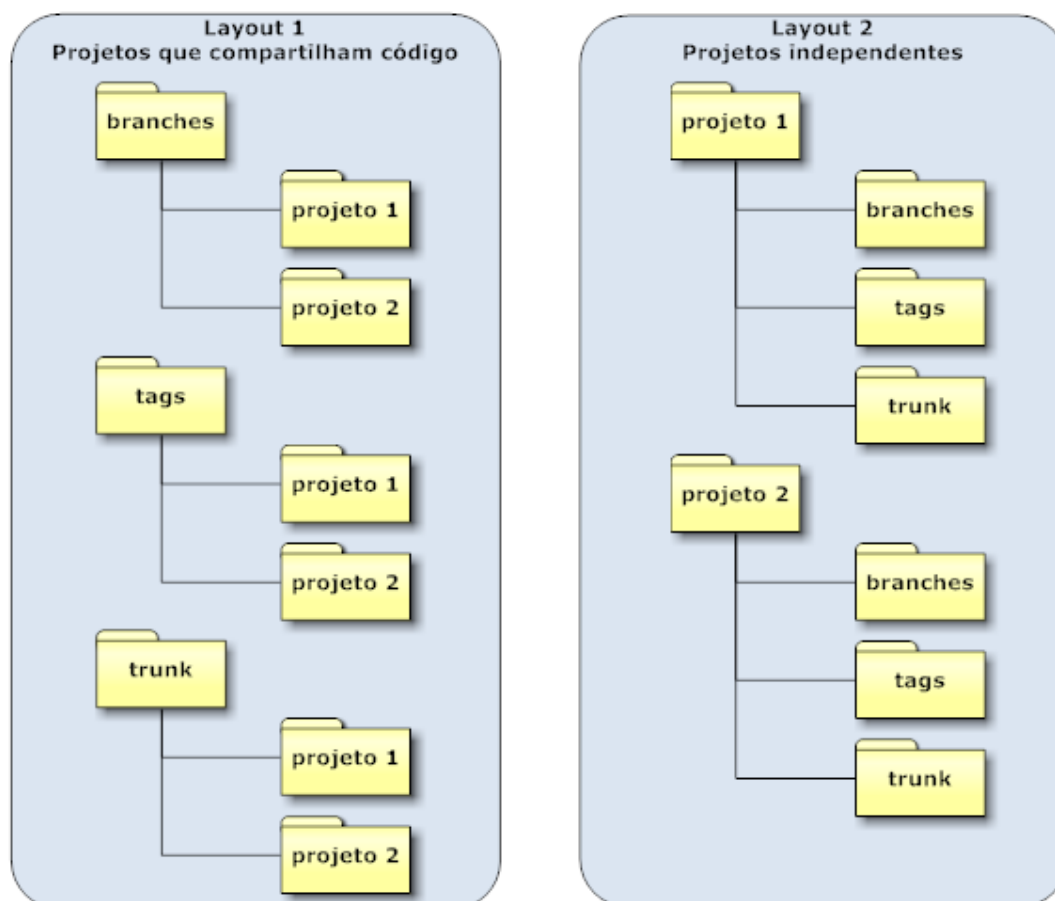 Layout 1
Projetos que compartilham código
branches
projeto 1
projeto 2
tags
projeto 1
projeto 2
trunk
projeto 1
projeto 2
Layout 2
Projetos independentes
projeto 1
branches
tags
trunk
projeto 2
branches
tags
trunk